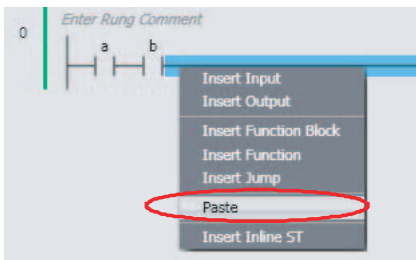 Enter Rung Comment
0
a b
Insert Input
Insert Output
Insert Function Block
Insert Function
Insert Jump
Paste
Insert Inline ST